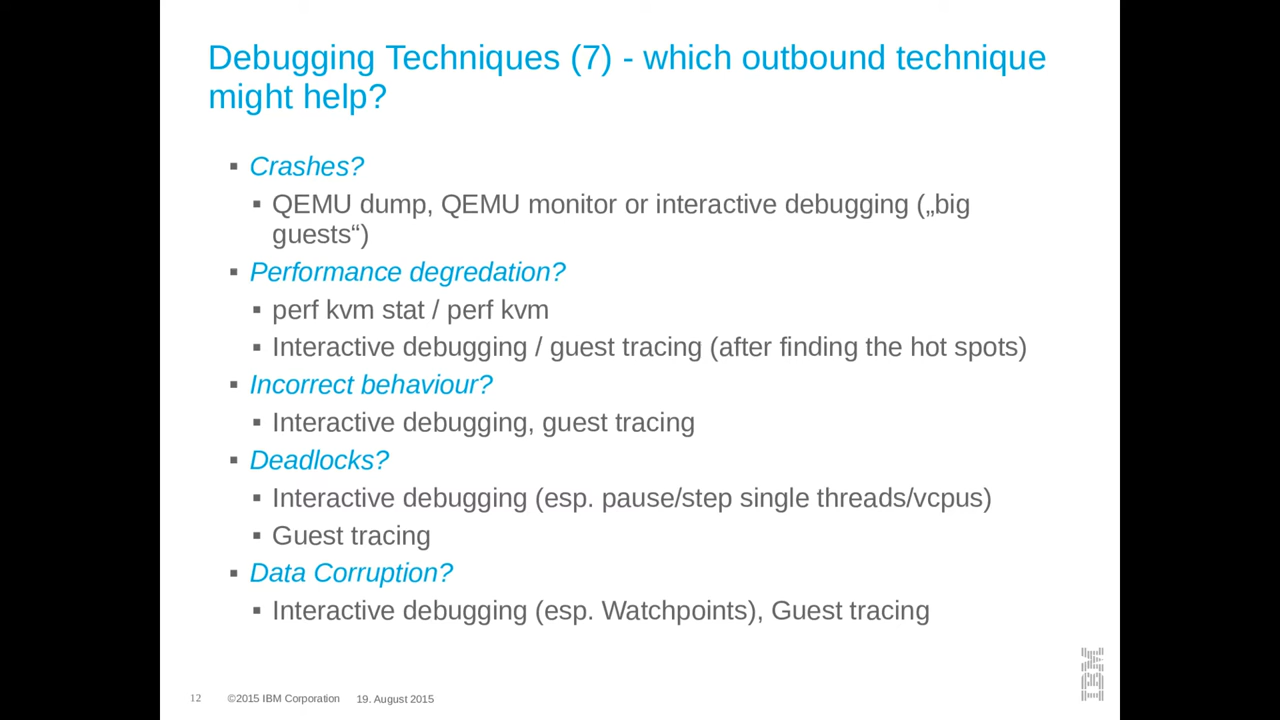 Debugging Techniques (7) - which outbound technique
might help?
▪ Crashes?
▪ QEMU dump, QEMU monitor or interactive debugging („big
guests“)
▪ Performance degredation?
▪ perf kvm stat / perf kvm
▪ Interactive debugging / guest tracing (after finding the hot spots)
▪ Incorrect behaviour?
▪ Interactive debugging, guest tracing
▪ Deadlocks?
▪ Interactive debugging (esp. pause/step single threads/vcpus)
▪ Guest tracing
▪ Data Corruption?
▪ Interactive debugging (esp. Watchpoints), Guest tracing
IBM
12 ©2015 IBM Corporation 19. August 2015